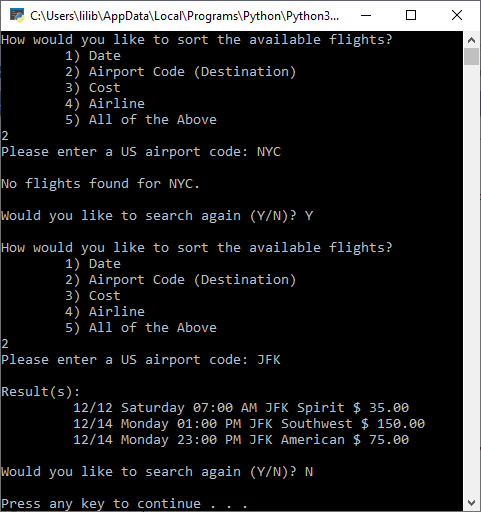 C:\Users\lilib\AppData\Local\Programs\Python\Python3...
How would you like to sort the available flights?
        1) Date
        2) Airport Code (Destination)
        3) Cost
        4) Airline
        5) All of the Above
2
Please enter a US airport code: NYC

No flights found for NYC.

Would you like to search again (Y/N)? Y

How would you like to sort the available flights?
        1) Date
        2) Airport Code (Destination)
        3) Cost
        4) Airline
        5) All of the Above
2
Please enter a US airport code: JFK

Result(s):
         12/12 Saturday 07:00 AM JFK Spirit $ 35.00
         12/14 Monday 01:00 PM JFK Southwest $ 150.00
         12/14 Monday 23:00 PM JFK American $ 75.00

Would you like to search again (Y/N)? N

Press any key to continue . . .